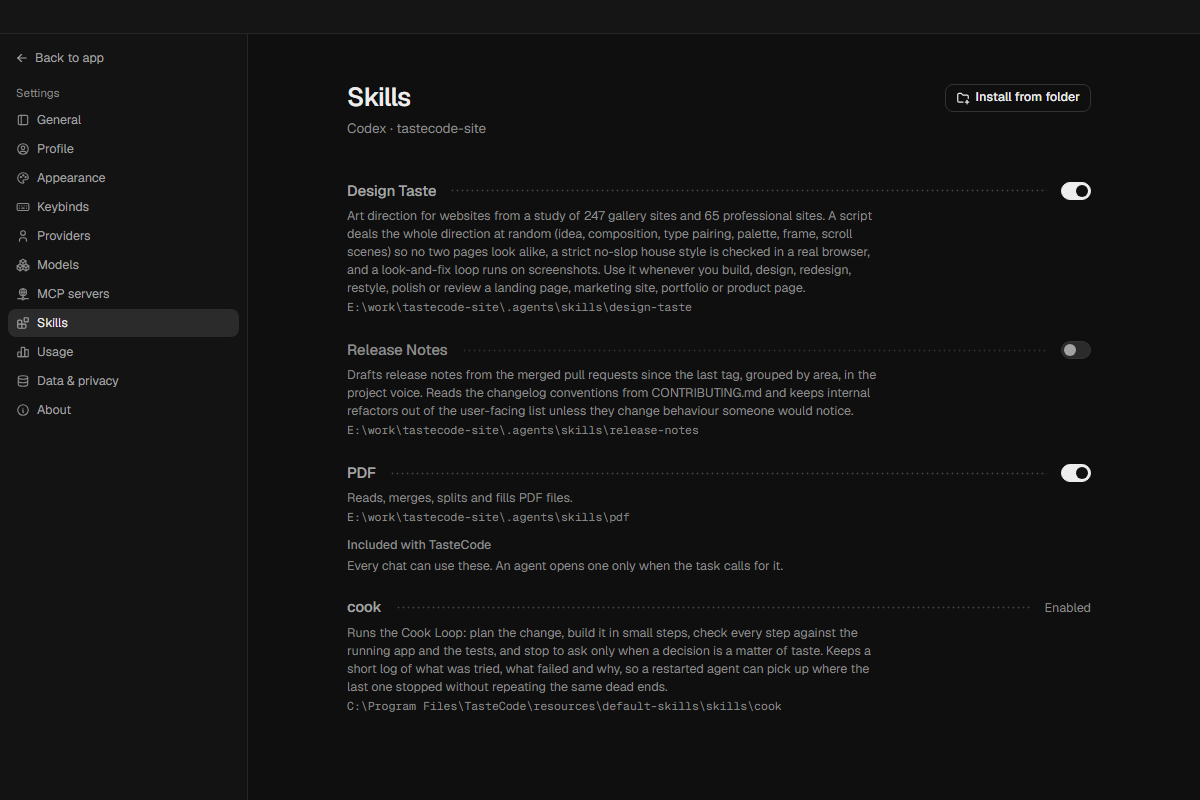 Back to app
Settings
General
Profile
Appearance
Keybinds
Providers
Models
MCP servers
Skills
Usage
Data & privacy
About
Skills
Install from folder
Codex · tastecode-site
Design Taste
Art direction for websites from a study of 247 gallery sites and 65 professional sites. A script
deals the whole direction at random (idea, composition, type pairing, palette, frame, scroll
scenes) so no two pages look alike, a strict no-slop house style is checked in a real browser,
and a look-and-fix loop runs on screenshots. Use it whenever you build, design, redesign,
restyle, polish or review a landing page, marketing site, portfolio or product page.
E:\work\tastecode-site\.agents\skills\design-taste
Release Notes
Drafts release notes from the merged pull requests since the last tag, grouped by area, in the
project voice. Reads the changelog conventions from CONTRIBUTING.md and keeps internal
refactors out of the user-facing list unless they change behaviour someone would notice.
E:\work\tastecode-site\.agents\skills\release-notes
PDF
Reads, merges, splits and fills PDF files.
E:\work\tastecode-site\.agents\skills\pdf
Included with TasteCode
Every chat can use these. An agent opens one only when the task calls for it.
cook
Enabled
Runs the Cook Loop: plan the change, build it in small steps, check every step against the
running app and the tests, and stop to ask only when a decision is a matter of taste. Keeps a
short log of what was tried, what failed and why, so a restarted agent can pick up where the
last one stopped without repeating the same dead ends.
C:\Program Files\TasteCode\resources\default-skills\skills\cook